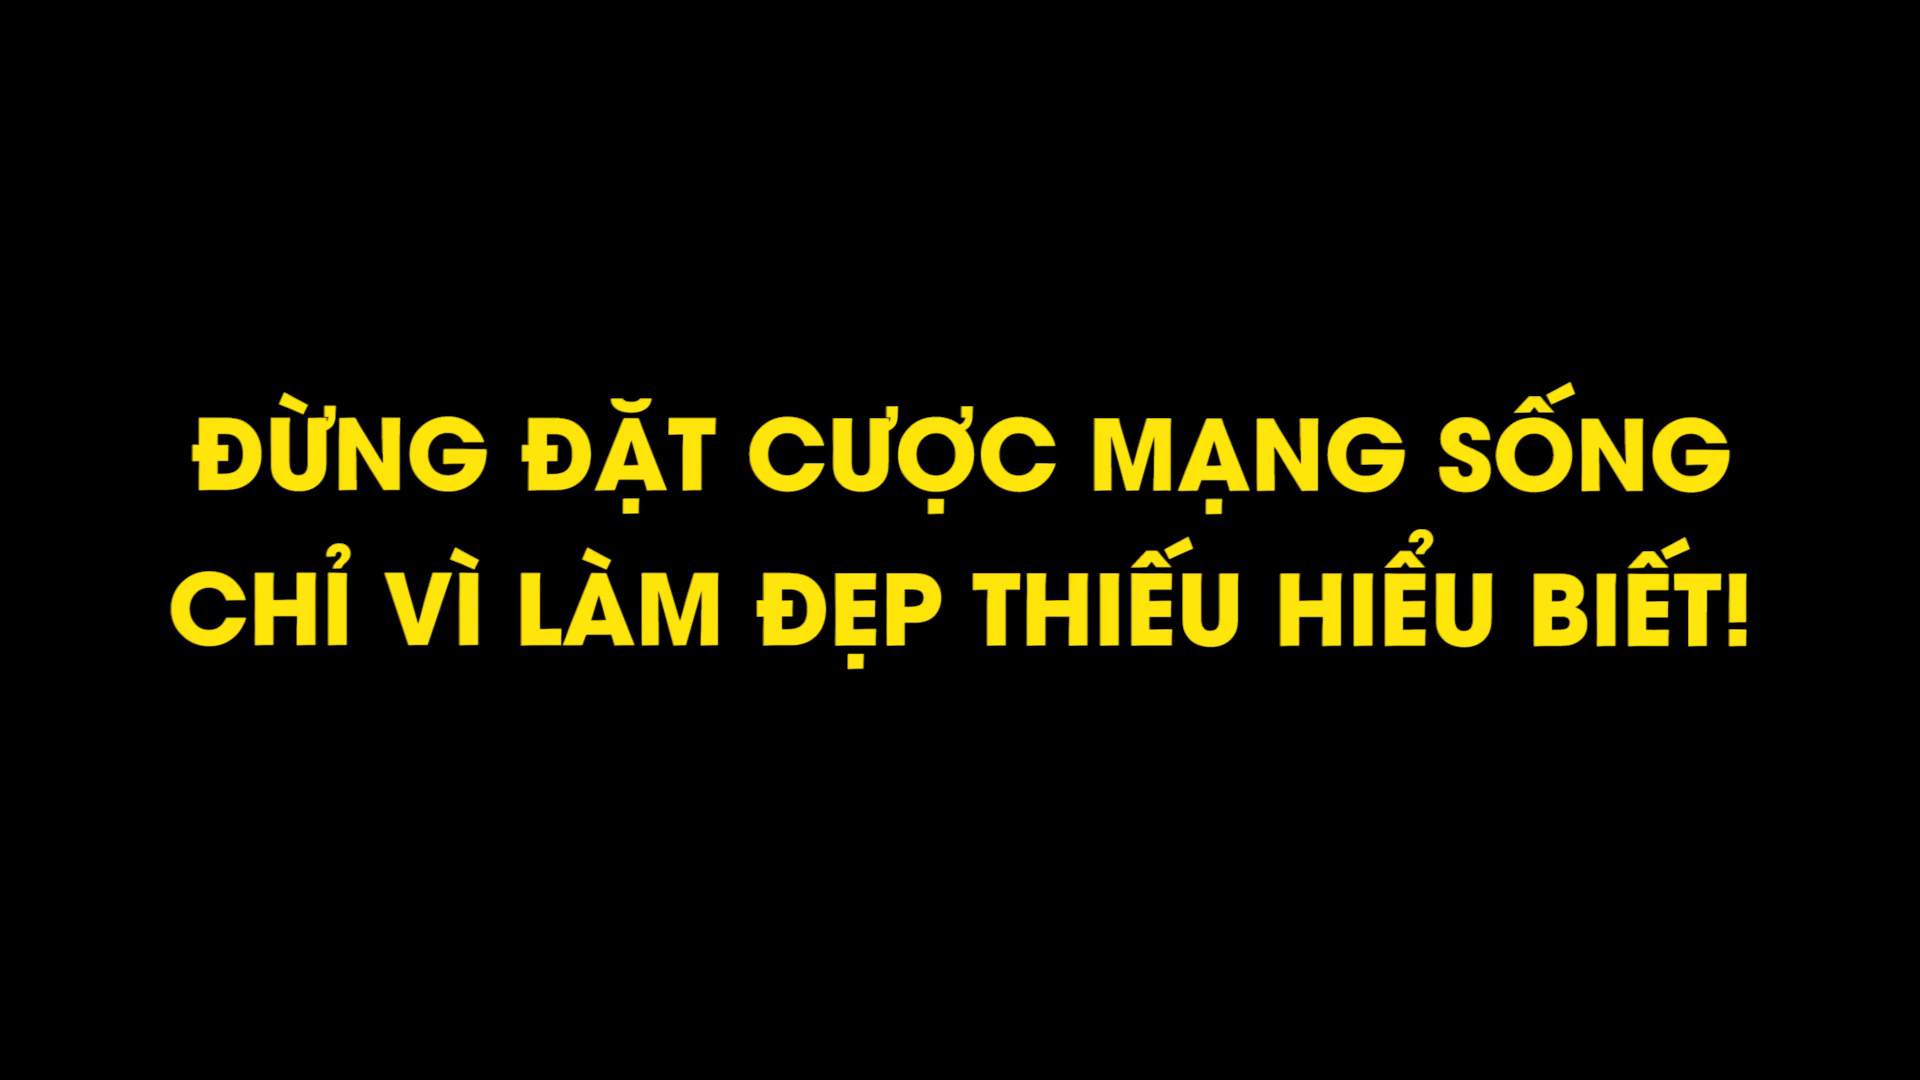 ĐỪNG ĐẶT CƯỢC MẠNG SỐNG
CHỈ VÌ LÀM ĐẸP THIẾU HIỂU BIẾT!